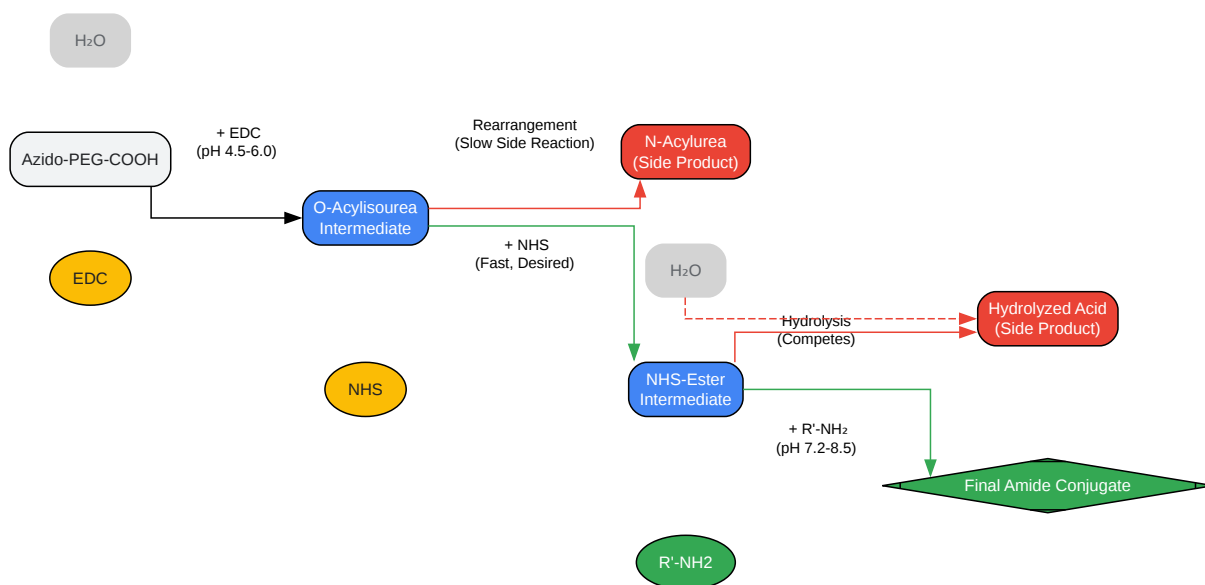 H₂O
+ EDC
(pH 4.5-6.0)
Azido-PEG-COOH
Rearrangement
(Slow Side Reaction)
N-Acylurea
(Side Product)
O-Acylisourea
Intermediate
+ NHS
(Fast, Desired)
EDC
H₂O
Hydrolysis
(Competes)
Hydrolyzed Acid
(Side Product)
NHS
NHS-Ester
Intermediate
+ R'-NH₂
(pH 7.2-8.5)
Final Amide Conjugate
R'-NH2